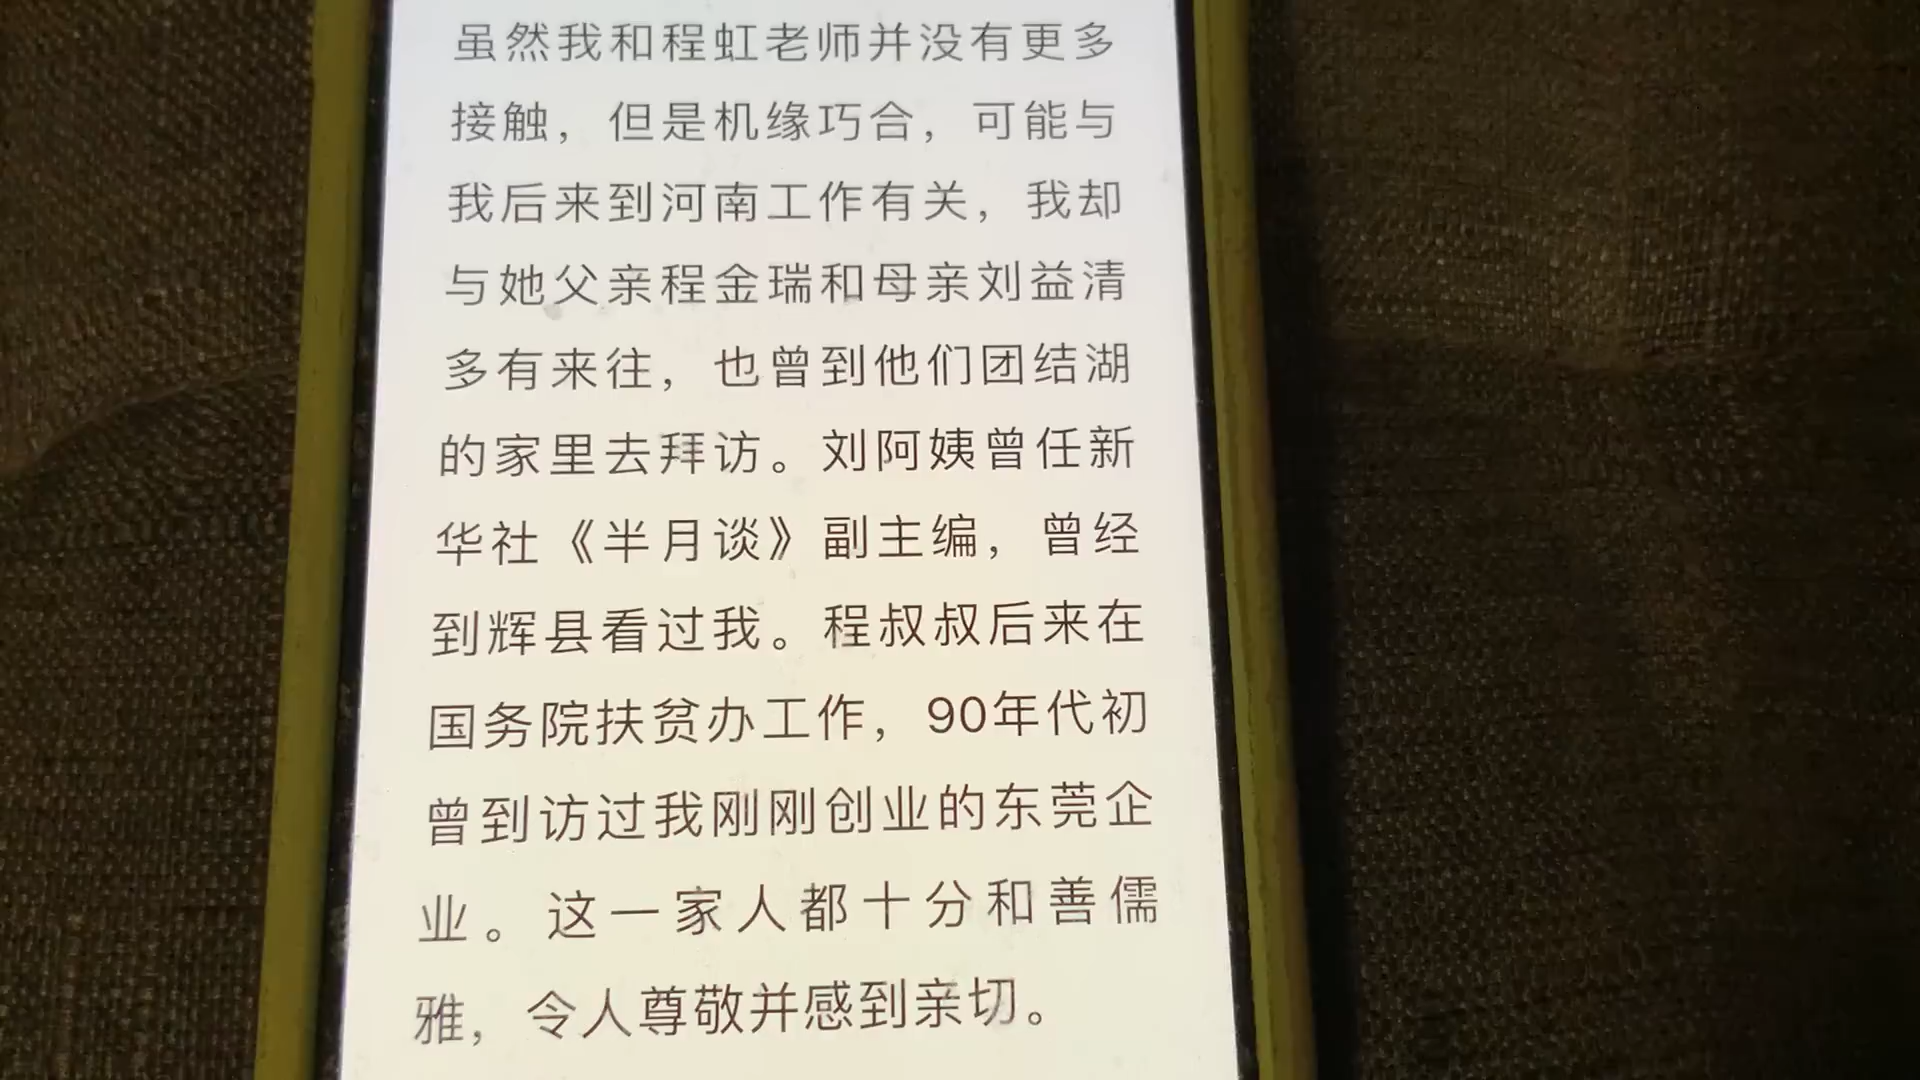 虽然我和程虹老师并没有更多
接触，但是机缘巧合，可能与
我后来到河南工作有关，我却
与她父亲程金瑞和母亲刘益清
多有来往，也曾到他们团结湖
的家里去拜访。刘阿姨曾任新
华社《半月谈》副主编，曾经
到辉县看过我。程叔叔后来在
国务院扶贫办工作，90年代初
曾到访过我刚刚创业的东莞企
业。这一家人都十分和善儒
雅，令人尊敬并感到亲切。